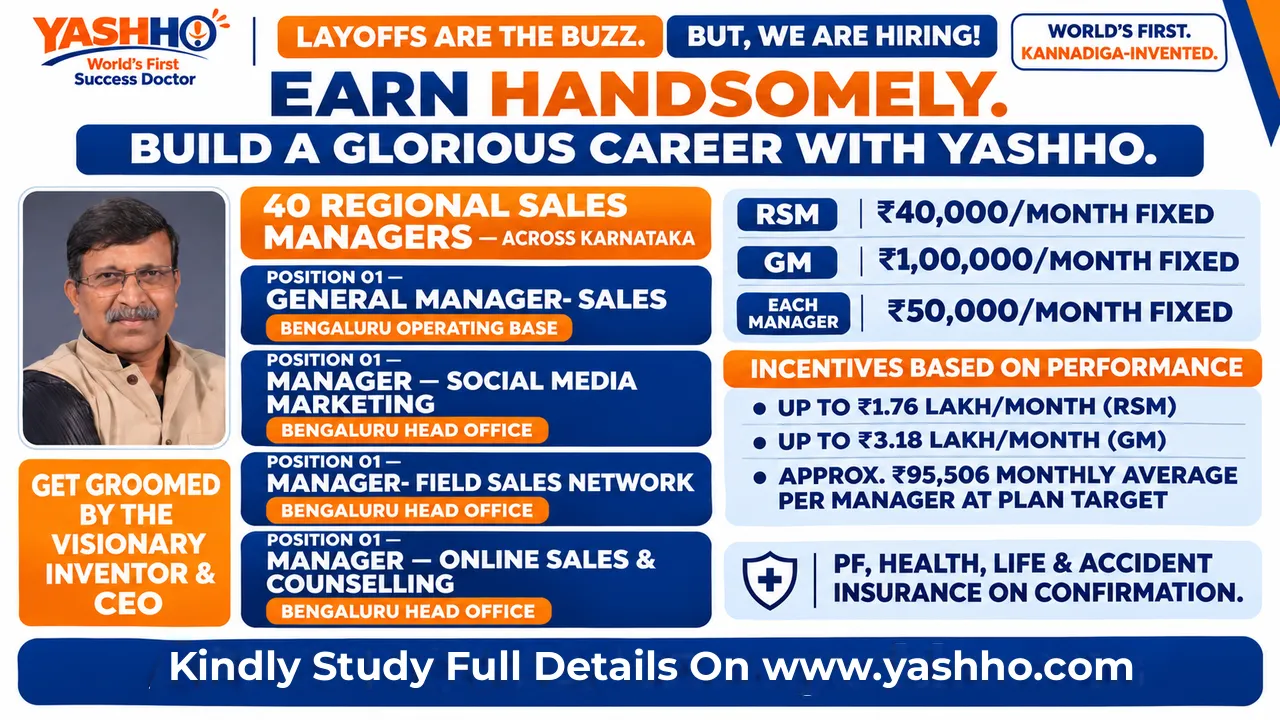 YASHHO
World's First
Success Doctor
LAYOFFS ARE THE BUZZ.
BUT, WE ARE HIRING!
WORLD'S FIRST.
KANNADIGA-INVENTED.
EARN HANDSOMELY.
BUILD A GLORIOUS CAREER WITH YASHHO.
GET GROOMED
BY THE
VISIONARY
INVENTOR &
CEO
40 REGIONAL SALES
MANAGERS — ACROSS KARNATAKA
POSITION 01 —
GENERAL MANAGER- SALES
BENGALURU OPERATING BASE
POSITION 01 —
MANAGER — SOCIAL MEDIA
MARKETING
BENGALURU HEAD OFFICE
POSITION 01 —
MANAGER- FIELD SALES NETWORK
BENGALURU HEAD OFFICE
POSITION 01 —
MANAGER — ONLINE SALES &
COUNSELLING
BENGALURU HEAD OFFICE
RSM | ₹40,000/MONTH FIXED
GM | ₹1,00,000/MONTH FIXED
EACH
MANAGER | ₹50,000/MONTH FIXED
INCENTIVES BASED ON PERFORMANCE
• UP TO ₹1.76 LAKH/MONTH (RSM)
• UP TO ₹3.18 LAKH/MONTH (GM)
• APPROX. ₹95,506 MONTHLY AVERAGE
PER MANAGER AT PLAN TARGET
PF, HEALTH, LIFE & ACCIDENT
INSURANCE ON CONFIRMATION.
Kindly Study Full Details On www.yashho.com